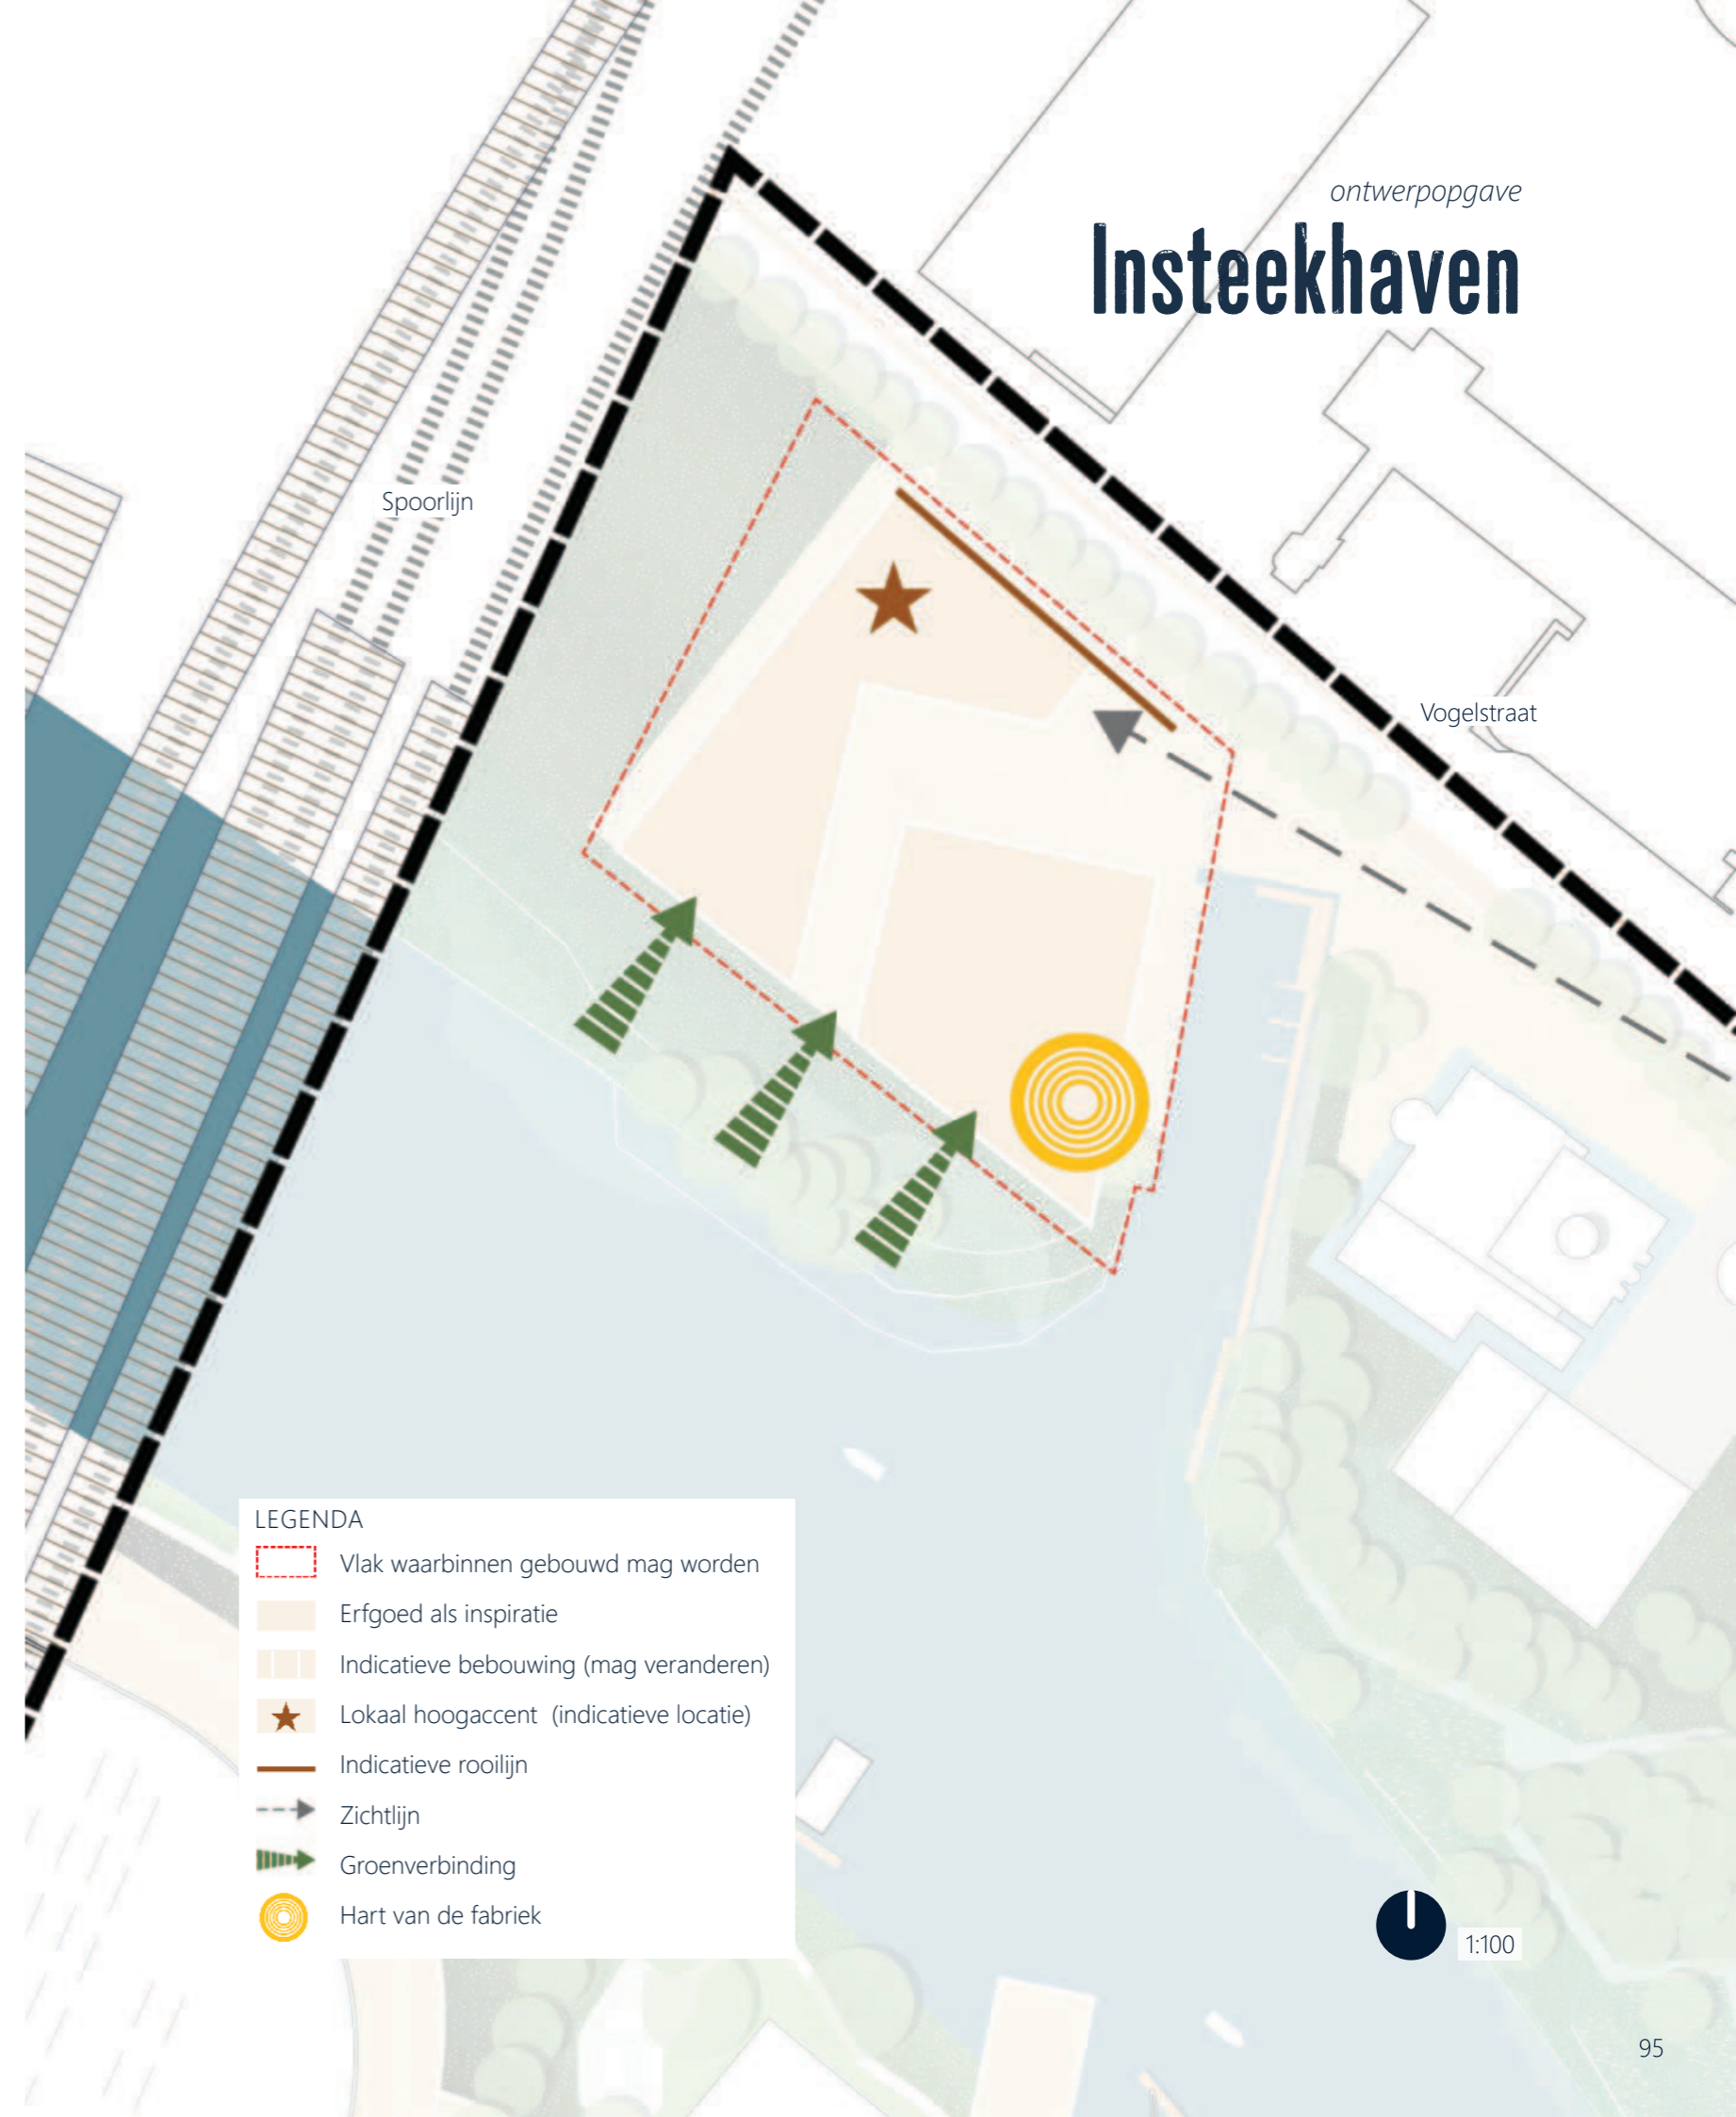 ontwerpopgave
Insteekhaven
Spoorlijn
Vogelstraat
LEGENDA
Vlak waarbinnen gebouwd mag worden
Erfgoed als inspiratie
Indicatieve bebouwing (mag veranderen)
Lokaal hoogaccent (indicatieve locatie)
Indicatieve rooilijn
Zichtlijn
Groenverbinding
Hart van de fabriek
1:100
95